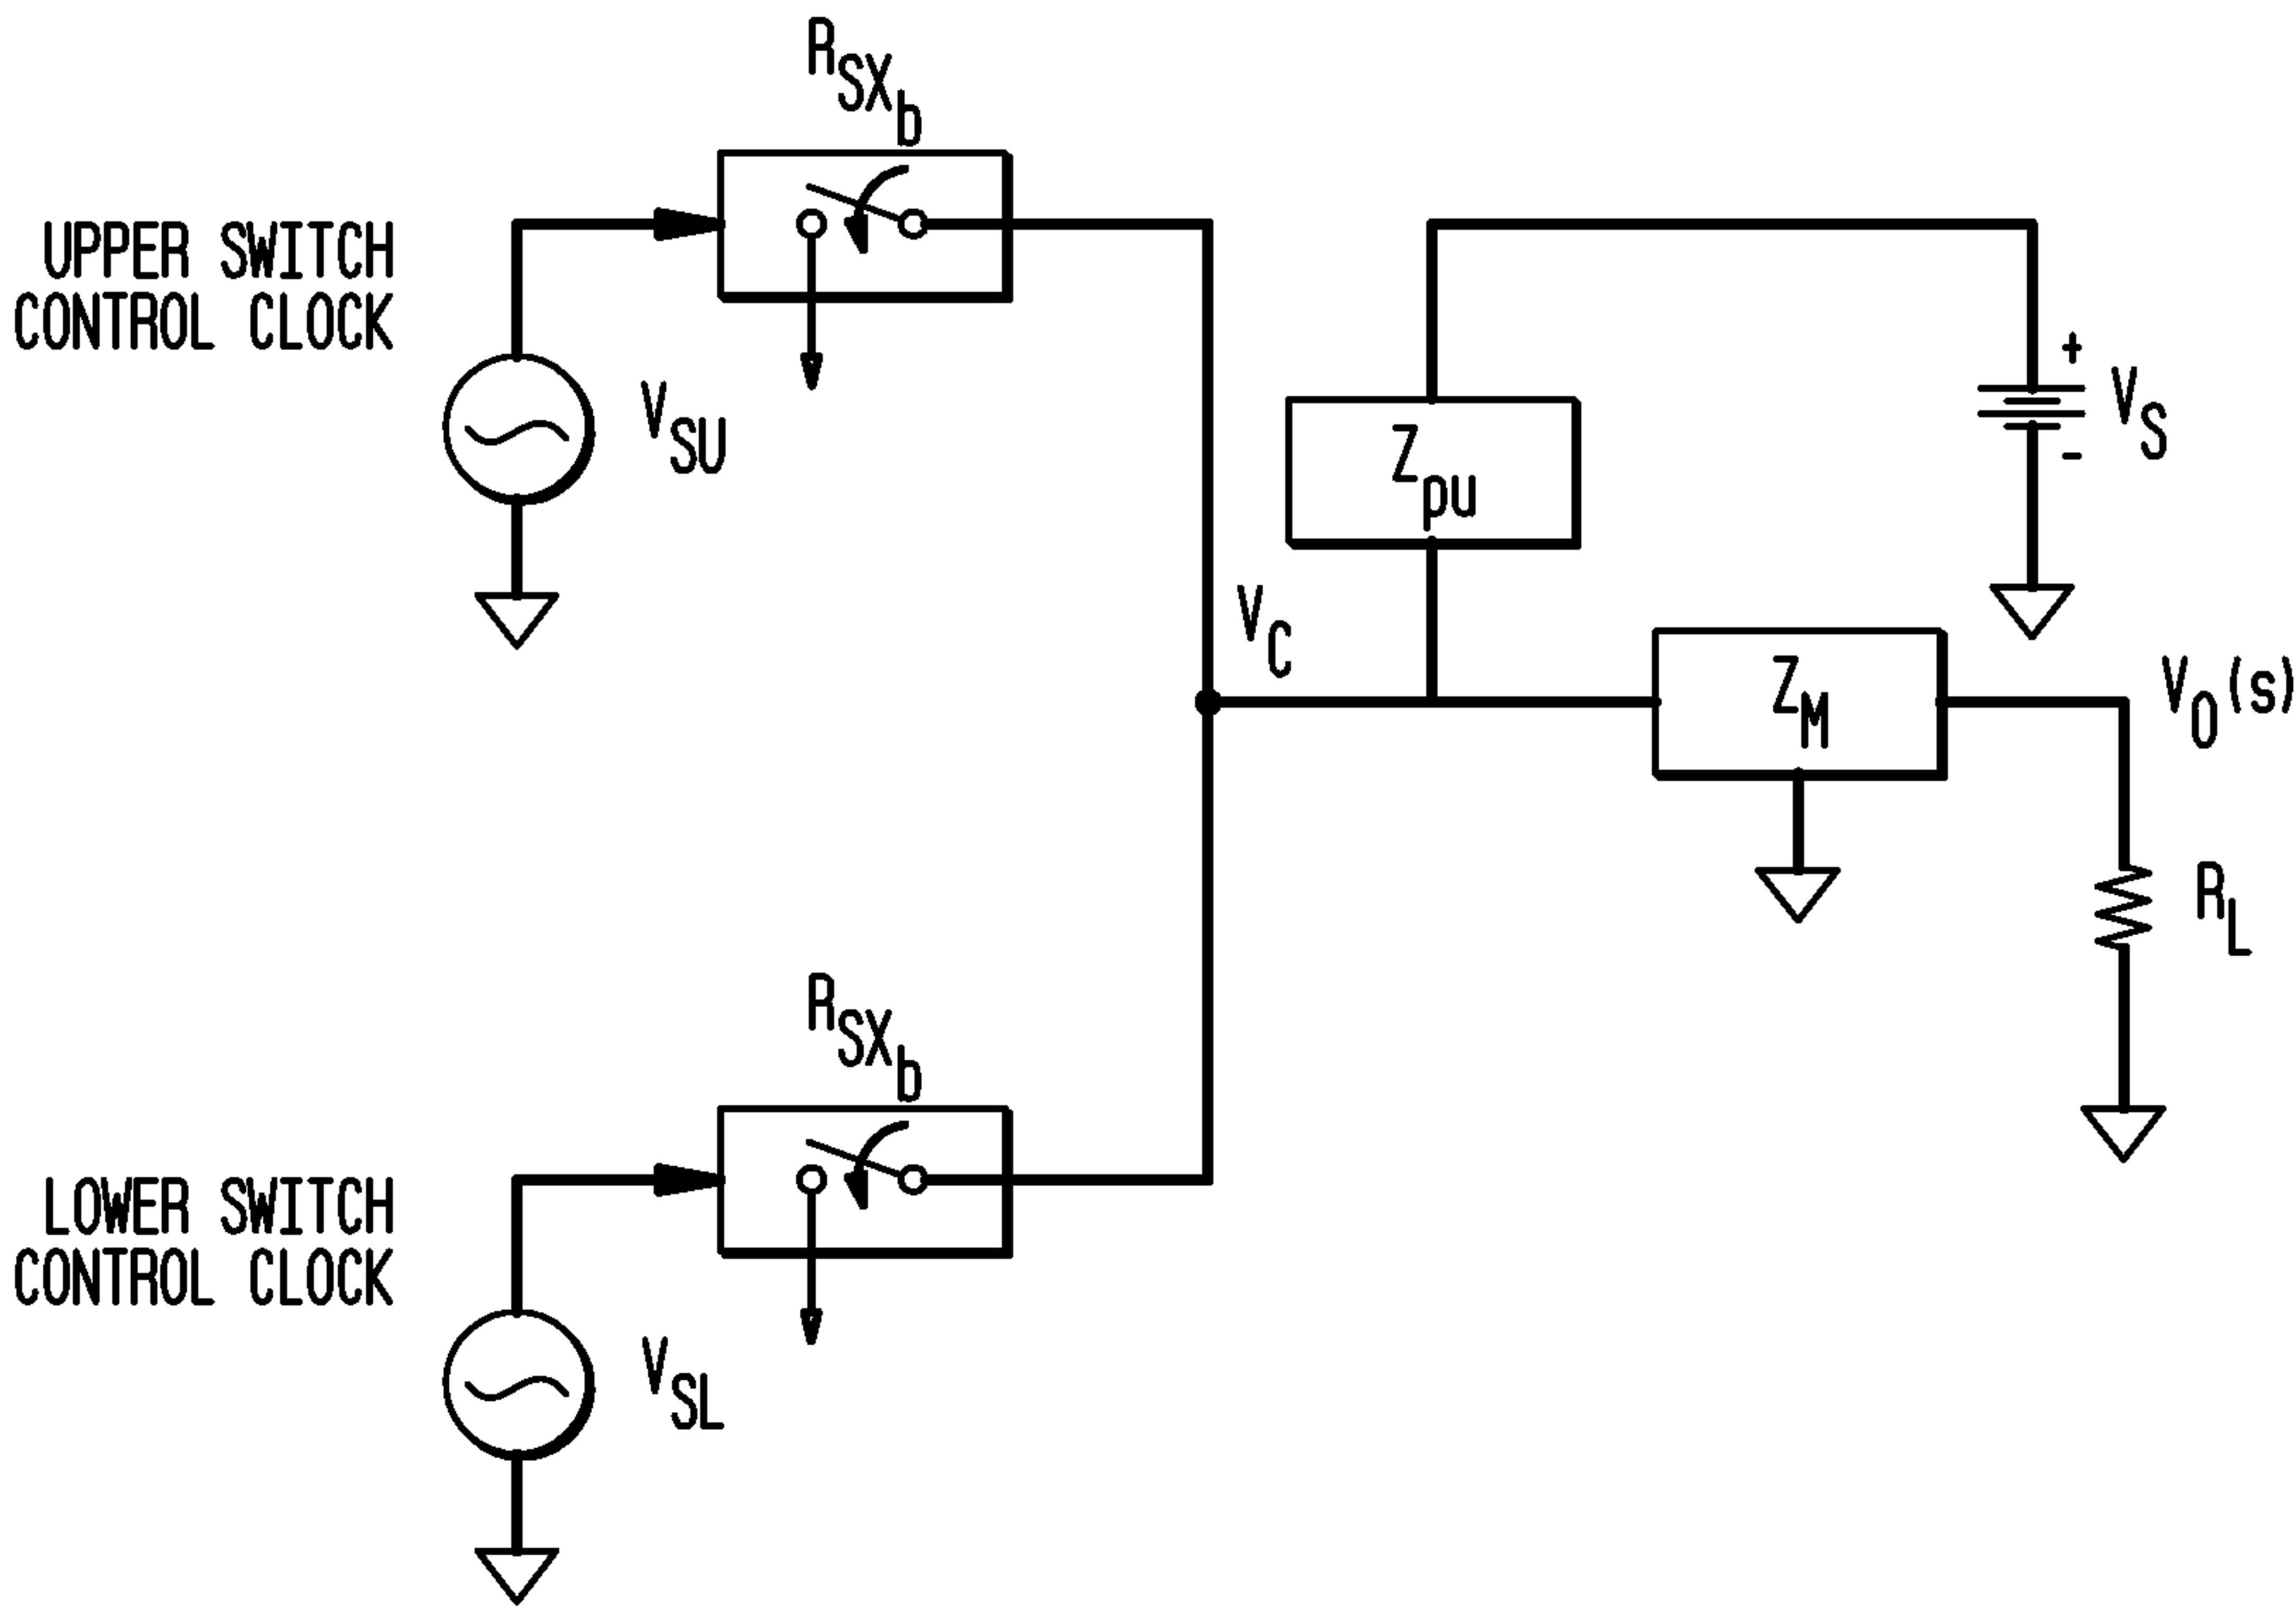 R_SX_b
UPPER SWITCH
CONTROL CLOCK
V_SU
+
V_S
-
Z_pu
V_C
Z_M
V_O(s)
R_L
R_SX_b
LOWER SWITCH
CONTROL CLOCK
V_SL